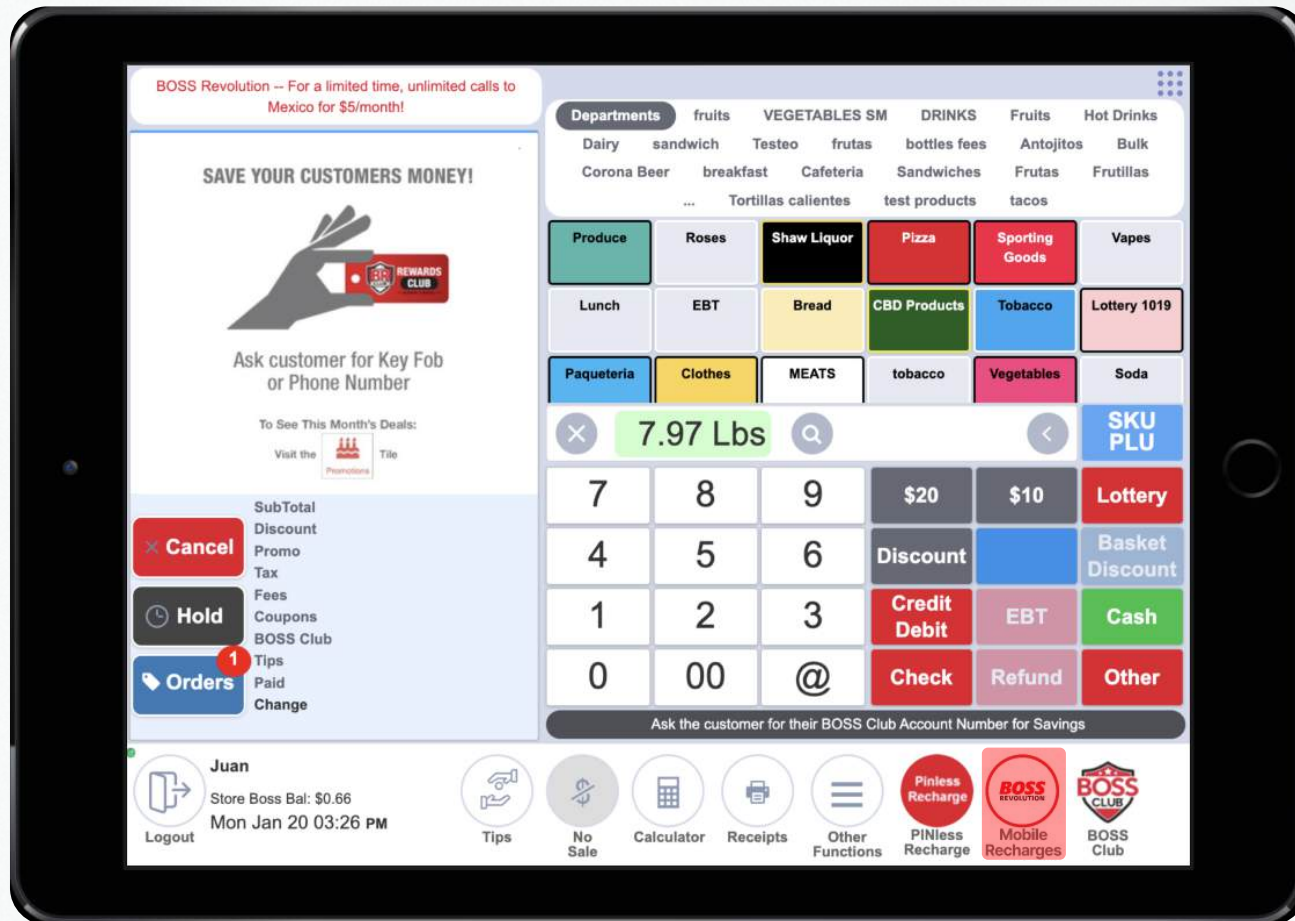 BOSS Revolution -- For a limited time, unlimited calls to
Mexico for $5/month!
SAVE YOUR CUSTOMERS MONEY!
BR
REWARDS
CLUB
Ask customer for Key Fob
or Phone Number
To See This Month's Deals:
Visit the
Promotions
Tile
SubTotal
Discount
Promo
Tax
Fees
Coupons
BOSS Club
Tips
Paid
Change
× Cancel
Hold
1
Orders
Departments fruits VEGETABLES SM DRINKS Fruits Hot Drinks
Dairy sandwich Testeo frutas bottles fees Antojitos Bulk
Corona Beer breakfast Cafeteria Sandwiches Frutas Frutillas
... Tortillas calientes test products tacos
Produce Roses Shaw Liquor Pizza Sporting Goods Vapes
Lunch EBT Bread CBD Products Tobacco Lottery 1019
Paqueteria Clothes MEATS tobacco Vegetables Soda
7.97 Lbs
SKU
PLU
7 8 9 $20 $10 Lottery
4 5 6 Discount Basket Discount
1 2 3 Credit Debit EBT Cash
0 00 @ Check Refund Other
Ask the customer for their BOSS Club Account Number for Savings
Logout
Juan
Store Boss Bal: $0.66
Mon Jan 20 03:26 PM
Tips
No
Sale
Calculator
Receipts
Other
Functions
Pinless
Recharge
PINless
Recharge
BOSS
REVOLUTION
Mobile
Recharges
BOSS
CLUB
BOSS
Club